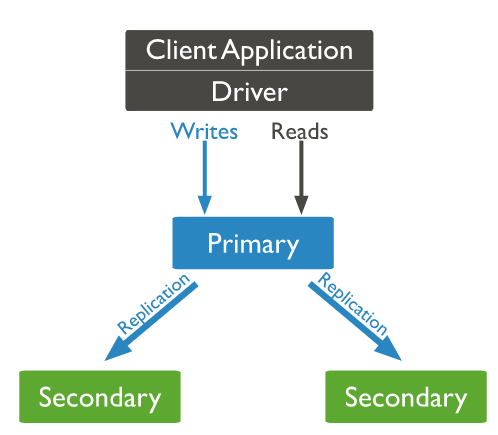 Client Application
Driver
Writes
Reads
Primary
Replication
Replication
Secondary
Secondary